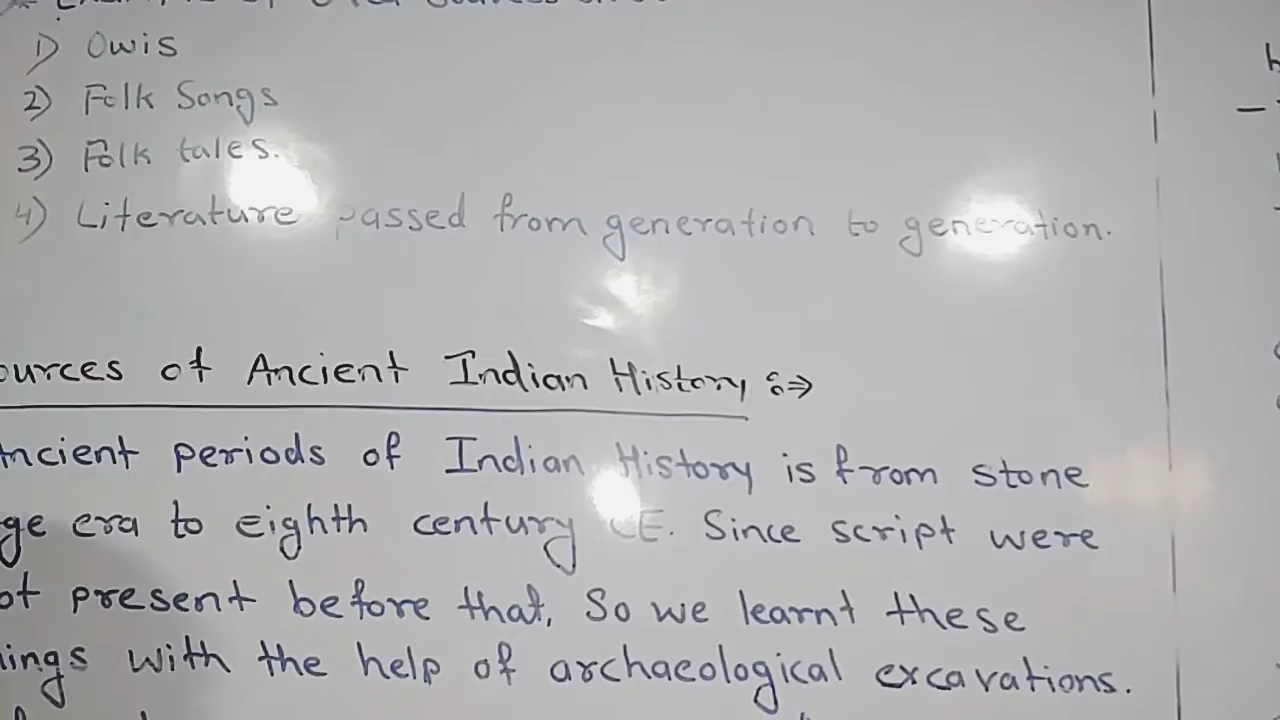 1) Owis
2) Folk Songs
3) Folk tales.
4) Literature passed from generation to generation.
ources of Ancient Indian History :⇒
ncient periods of Indian History is from stone
ge era to eighth century CE. Since script were
ot present before that, So we learnt these
ings with the help of archaeological excavations.